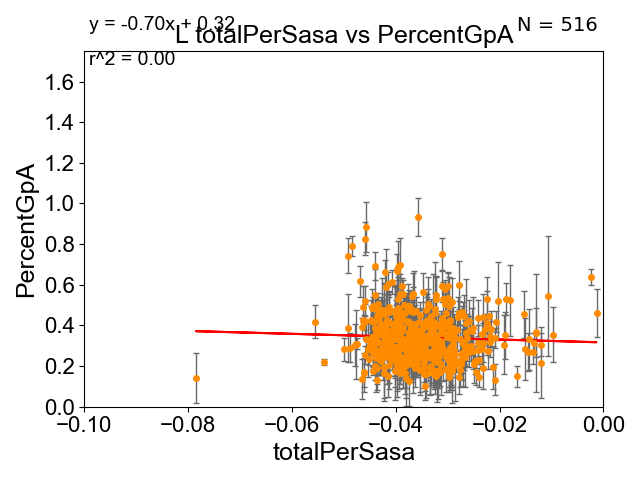 y = -0.70x + 0.32
N = 516
L totalPerSasa vs PercentGpA
r^2 = 0.00
PercentGpA
1.6
1.4
1.2
1.0
0.8
0.6
0.4
0.2
0.0
−0.10 −0.08 −0.06 −0.04 −0.02 0.00
totalPerSasa